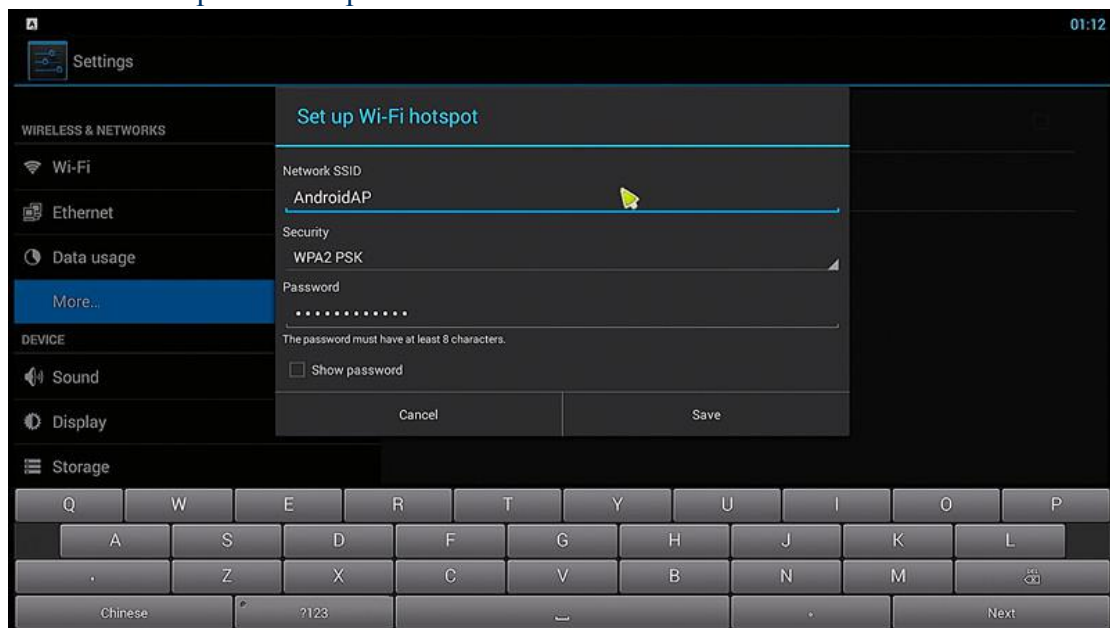 01:12
Settings
WIRELESS & NETWORKS
Wi-Fi
Ethernet
Data usage
More...
DEVICE
Sound
Display
Storage
Set up Wi-Fi hotspot
Network SSID
AndroidAP
Security
WPA2 PSK
Password
••••••••••••
The password must have at least 8 characters.
Show password
Cancel Save
Q W E R T Y U I O P
A S D F G H J K L
. Z X C V B N M DEL
Chinese ?123 . Next